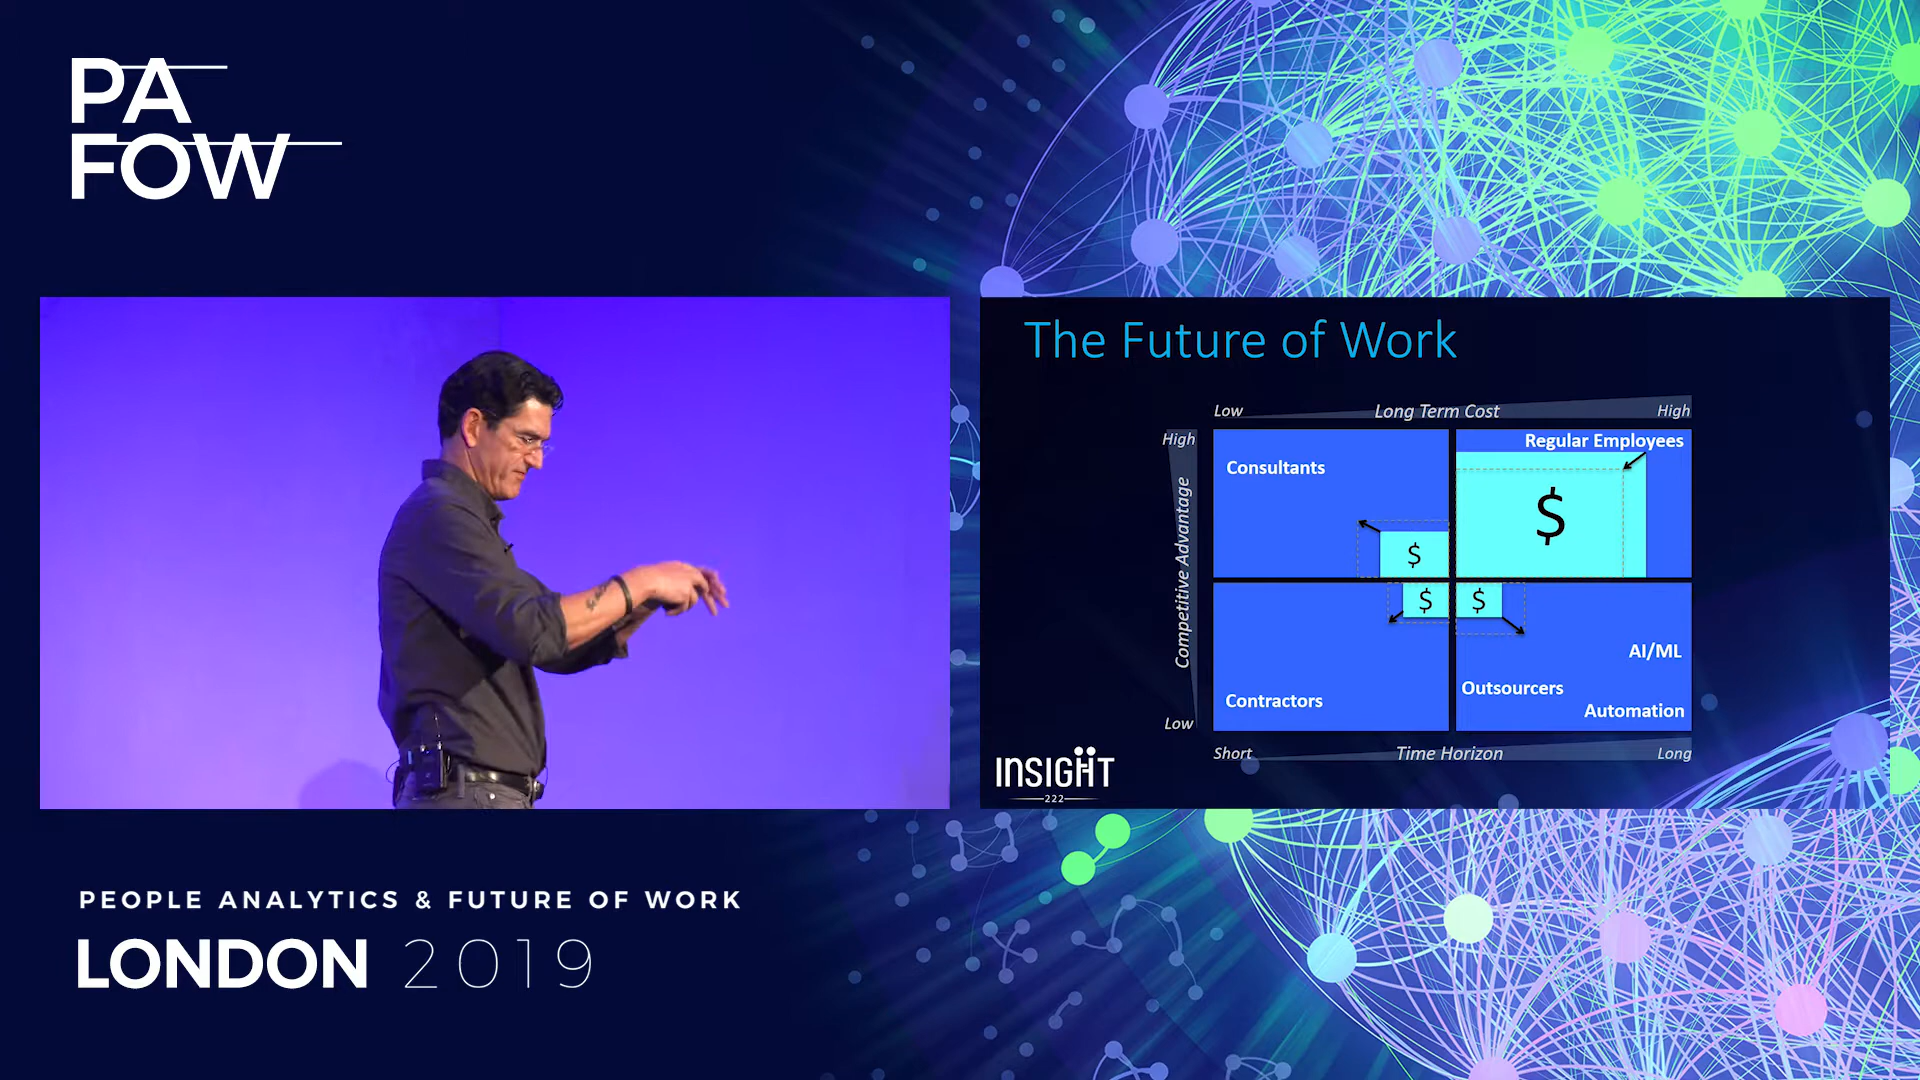 PA
FOW
The Future of Work
Low Long Term Cost High
High
Competitive Advantage
Low
Consultants
Regular Employees
$
$
$ $
Contractors
AI/ML
Outsourcers
Automation
Short Time Horizon Long
INSIGHT
222
PEOPLE ANALYTICS & FUTURE OF WORK
LONDON 2019